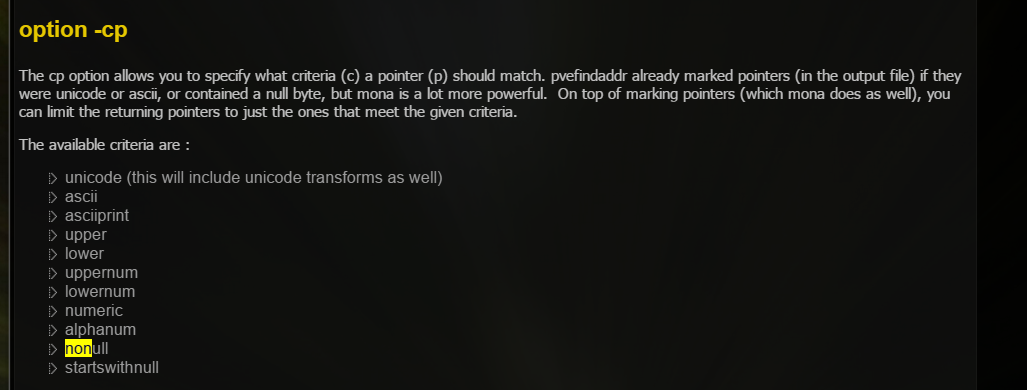 option -cp
The cp option allows you to specify what criteria (c) a pointer (p) should match. pvefindaddr already marked pointers (in the output file) if they
were unicode or ascii, or contained a null byte, but mona is a lot more powerful.  On top of marking pointers (which mona does as well), you
can limit the returning pointers to just the ones that meet the given criteria.
The available criteria are :
unicode (this will include unicode transforms as well)
ascii
asciiprint
upper
lower
uppernum
lowernum
numeric
alphanum
nonull
startswithnull